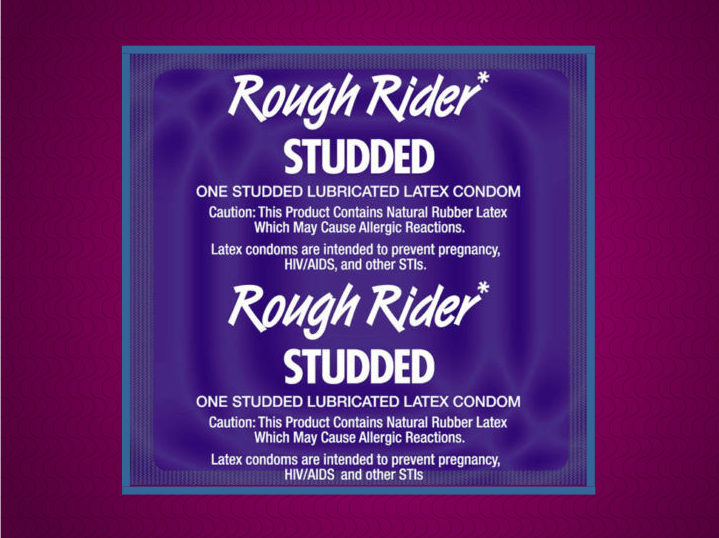 Rough Rider*
STUDDED
ONE STUDDED LUBRICATED LATEX CONDOM
Caution: This Product Contains Natural Rubber Latex
Which May Cause Allergic Reactions.
Latex condoms are intended to prevent pregnancy,
HIV/AIDS, and other STIs.
Rough Rider*
STUDDED
ONE STUDDED LUBRICATED LATEX CONDOM
Caution: This Product Contains Natural Rubber Latex
Which May Cause Allergic Reactions.
Latex condoms are intended to prevent pregnancy,
HIV/AIDS and other STIs